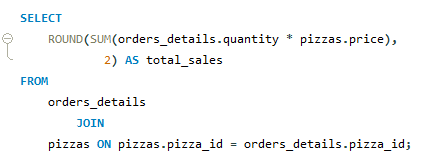 SELECT
ROUND(SUM(orders_details.quantity * pizzas.price),
2) AS total_sales
FROM
orders_details
JOIN
pizzas ON pizzas.pizza_id = orders_details.pizza_id;